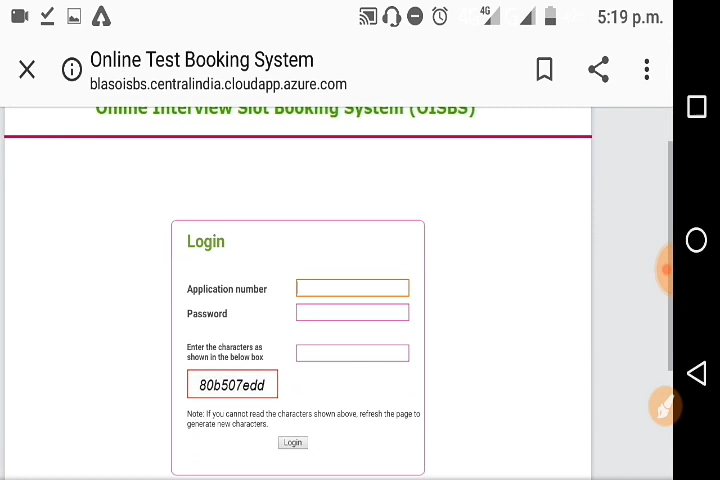 4G
5:19 p.m.
Online Test Booking System
blasoisbs.centralindia.cloudapp.azure.com
Online Interview Slot Booking System (OISBS)
Login
Application number
Password
Enter the characters as
shown in the below box
80b507edd
Note: If you cannot read the characters shown above, refresh the page to
generate new characters.
Login